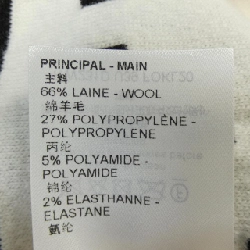 PRINCIPAL - MAIN
主料
66% LAINE - WOOL
绵羊毛
27% POLYPROPYLÈNE -
POLYPROPYLENE
丙纶
5% POLYAMIDE -
POLYAMIDE
锦纶
2% ELASTHANNE -
ELASTANE
氨纶